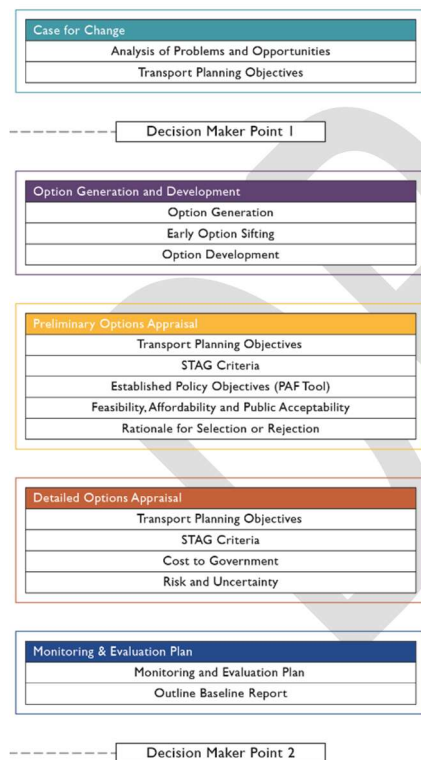 Case for Change
Analysis of Problems and Opportunities
Transport Planning Objectives
Decision Maker Point 1
Option Generation and Development
Option Generation
Early Option Sifting
Option Development
Preliminary Options Appraisal
Transport Planning Objectives
STAG Criteria
Established Policy Objectives (PAF Tool)
Feasibility, Affordability and Public Acceptability
Rationale for Selection or Rejection
Detailed Options Appraisal
Transport Planning Objectives
STAG Criteria
Cost to Government
Risk and Uncertainty
Monitoring & Evaluation Plan
Monitoring and Evaluation Plan
Outline Baseline Report
Decision Maker Point 2